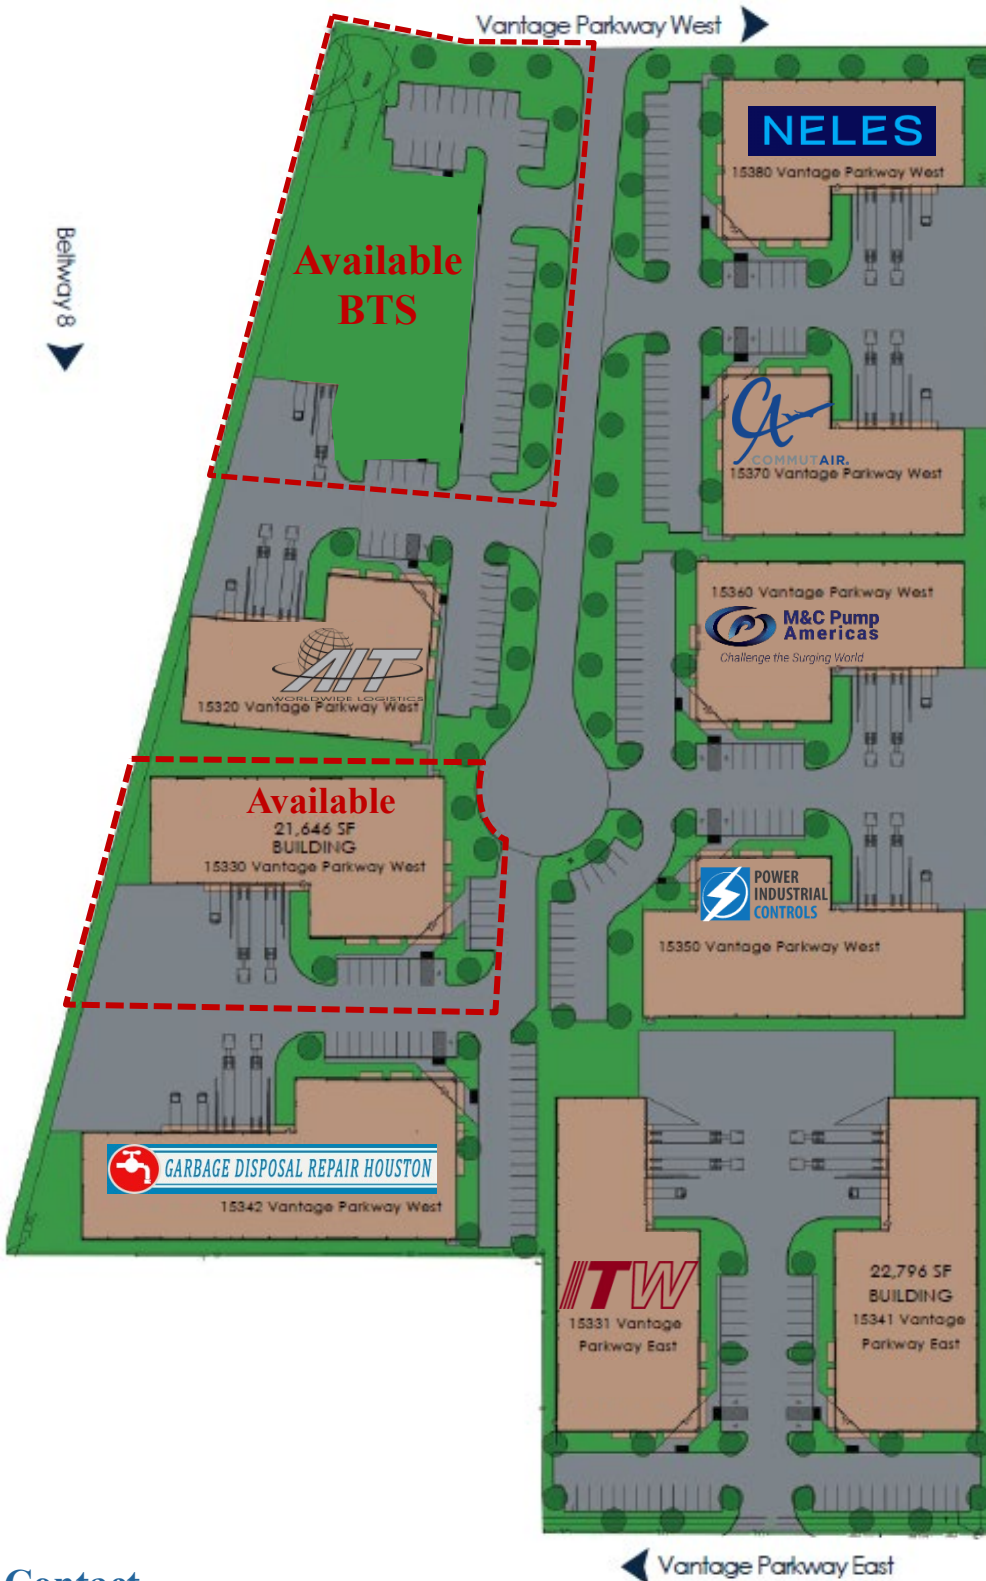 Vantage Parkway West
NELES
15380 Vantage Parkway West
Beltway 8
Available
BTS
CA
COMMUTAIR.
15370 Vantage Parkway West
15360 Vantage Parkway West
M&C Pump
Americas
Challenge the Surging World
AIT
WORLDWIDE LOGISTICS
15320 Vantage Parkway West
Available
21,646 SF
BUILDING
15330 Vantage Parkway West
POWER
INDUSTRIAL
CONTROLS
15350 Vantage Parkway West
GARBAGE DISPOSAL REPAIR HOUSTON
15342 Vantage Parkway West
ITW
15331 Vantage
Parkway East
22,796 SF
BUILDING
15341 Vantage
Parkway East
Vantage Parkway East
Contact